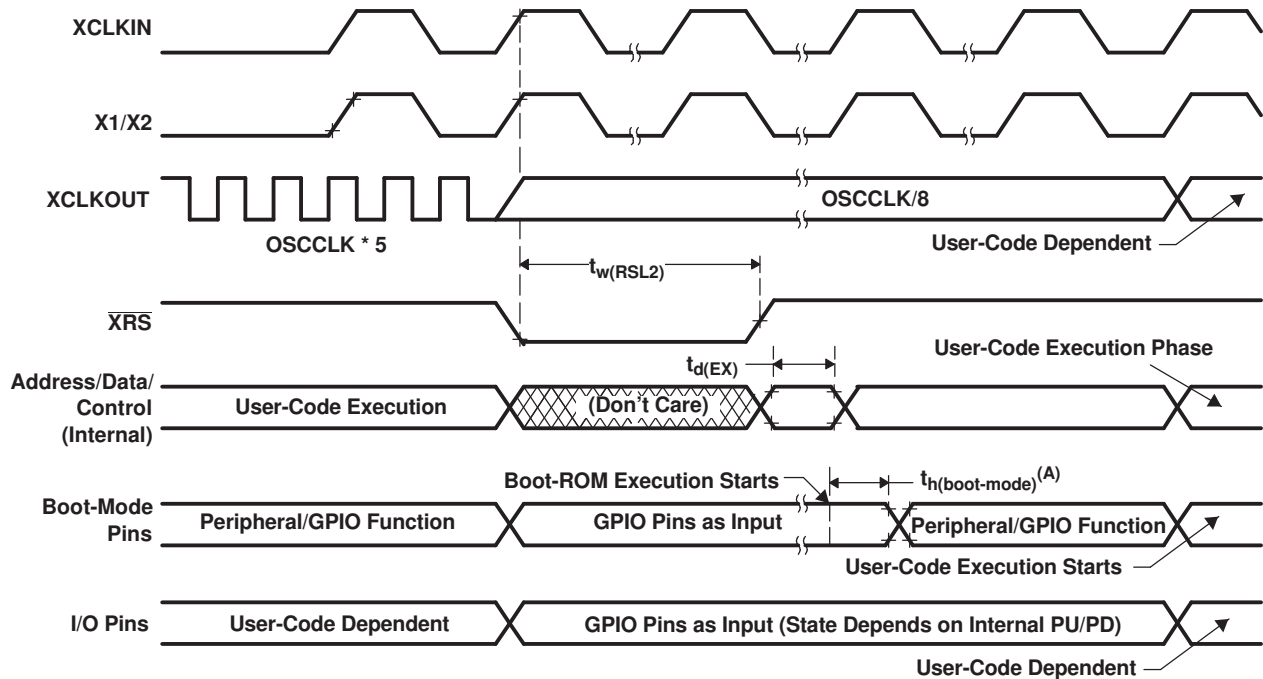 XCLKIN
X1/X2
XCLKOUT
OSCCLK/8
OSCCLK * 5
User-Code Dependent
tw(RSL2)
XRS
User-Code Execution Phase
td(EX)
Address/Data/
Control
(Internal)
User-Code Execution
(Don't Care)
Boot-ROM Execution Starts
th(boot-mode)(A)
Boot-Mode
Pins
Peripheral/GPIO Function
GPIO Pins as Input
Peripheral/GPIO Function
User-Code Execution Starts
I/O Pins
User-Code Dependent
GPIO Pins as Input (State Depends on Internal PU/PD)
User-Code Dependent